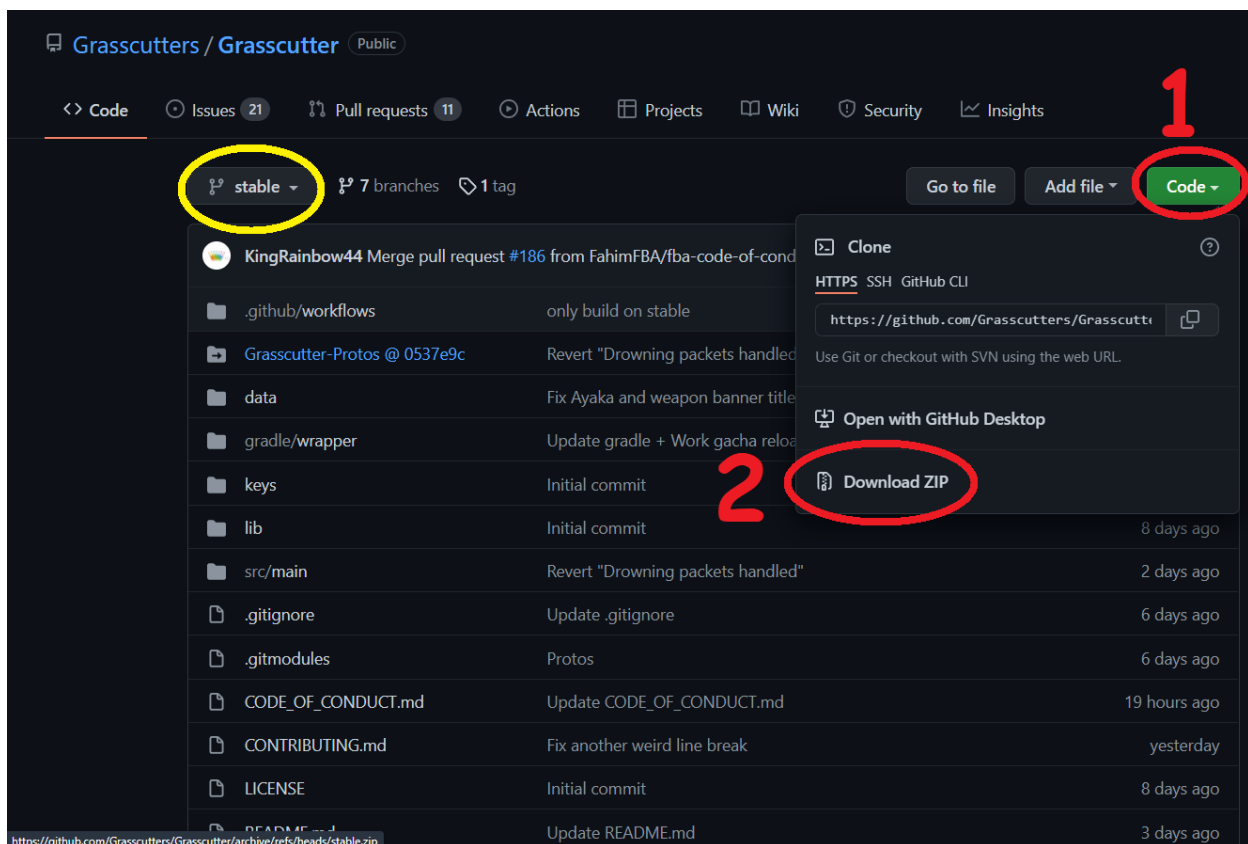 Grasscutters / Grasscutter Public
Code Issues 21 Pull requests 11 Actions Projects Wiki Security Insights
1
stable 7 branches 1 tag Go to file Add file Code
KingRainbow44 Merge pull request #186 from FahimFBA/fba-code-of-cond
Clone
HTTPS SSH GitHub CLI
https://github.com/Grasscutters/Grasscutte
Use Git or checkout with SVN using the web URL.
Open with GitHub Desktop
2
Download ZIP
.github/workflows only build on stable
Grasscutter-Protos @ 0537e9c Revert "Drowning packets handled
data Fix Ayaka and weapon banner title
gradle/wrapper Update gradle + Work gacha reloa
keys Initial commit
lib Initial commit 8 days ago
src/main Revert "Drowning packets handled" 2 days ago
.gitignore Update .gitignore 6 days ago
.gitmodules Protos 6 days ago
CODE_OF_CONDUCT.md Update CODE_OF_CONDUCT.md 19 hours ago
CONTRIBUTING.md Fix another weird line break yesterday
LICENSE Initial commit 8 days ago
README.md Update README.md 3 days ago
https://github.com/Grasscutters/Grasscutter/archive/refs/heads/stable.zip